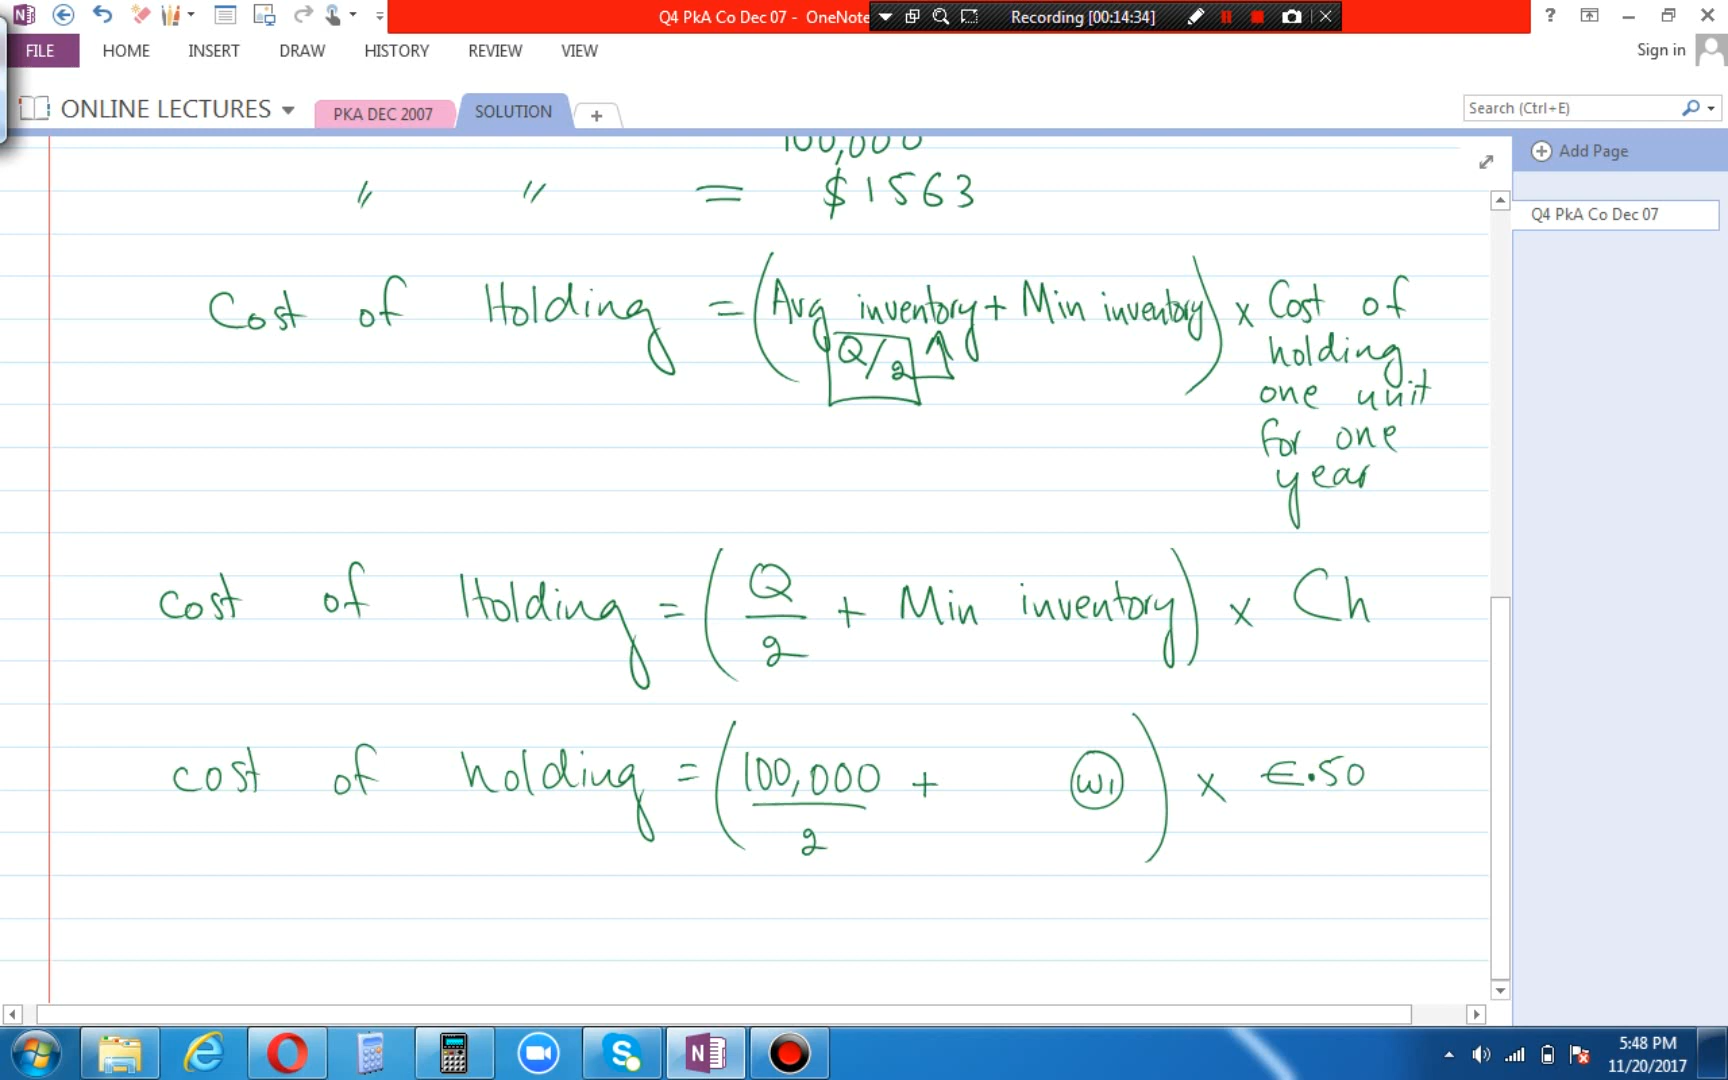 Q4 PkA Co Dec 07 - OneNote
Recording [00:14:34]
?
FILE HOME INSERT DRAW HISTORY REVIEW VIEW
Sign in
ONLINE LECTURES
PKA DEC 2007
SOLUTION
Search (Ctrl+E)
Add Page
Q4 PkA Co Dec 07
100,000
" " = $1563
Cost of Holding = (Avg inventory + Min inventory) x Cost of
holding
one unit
for one
year
Q/2
cost of Holding = (Q/2 + Min inventory) x Ch
cost of holding = (100,000/2 + w1) x €.50
5:48 PM
11/20/2017